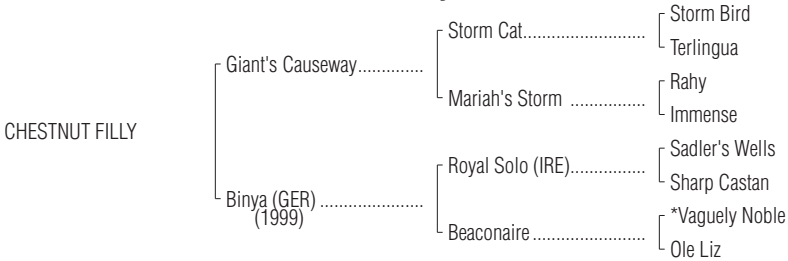 Storm Bird
Storm Cat.........................
Terlingua
Giant's Causeway..............
Rahy
Mariah's Storm ................
Immense
CHESTNUT FILLY
Sadler's Wells
Royal Solo (IRE)................
Sharp Castan
Binya (GER) ......................
(1999)
*Vaguely Noble
Beaconaire ........................
Ole Liz